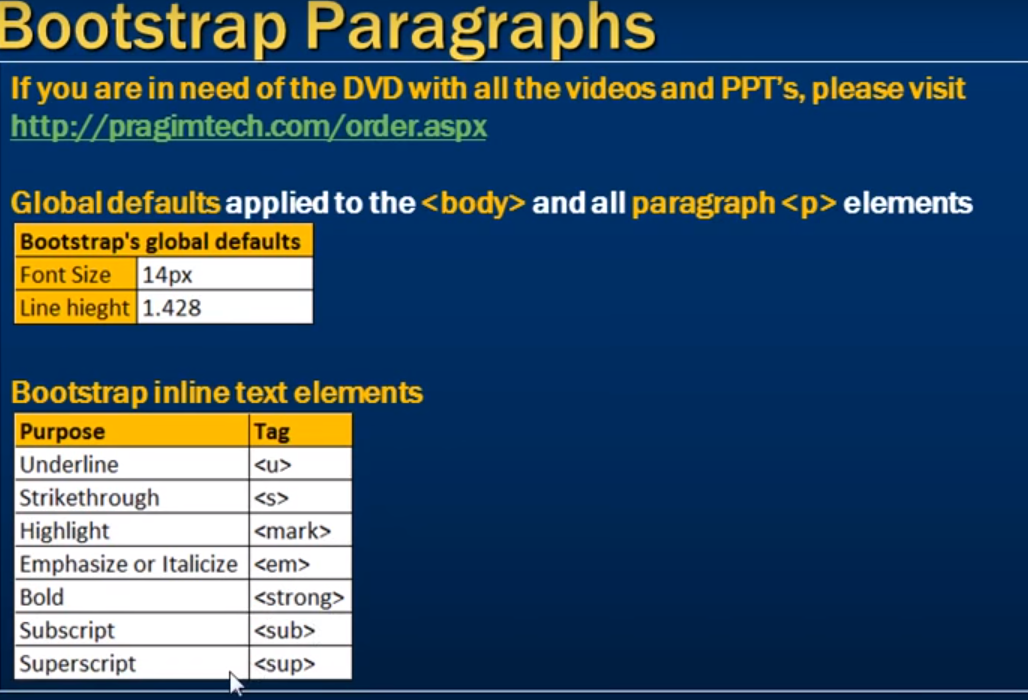 Bootstrap Paragraphs
If you are in need of the DVD with all the videos and PPT's, please visit
http://pragimtech.com/order.aspx
Global defaults applied to the <body> and all paragraph <p> elements
Bootstrap's global defaults
Font Size 14px
Line hieght 1.428
Bootstrap inline text elements
Purpose Tag
Underline <u>
Strikethrough <s>
Highlight <mark>
Emphasize or Italicize <em>
Bold <strong>
Subscript <sub>
Superscript <sup>